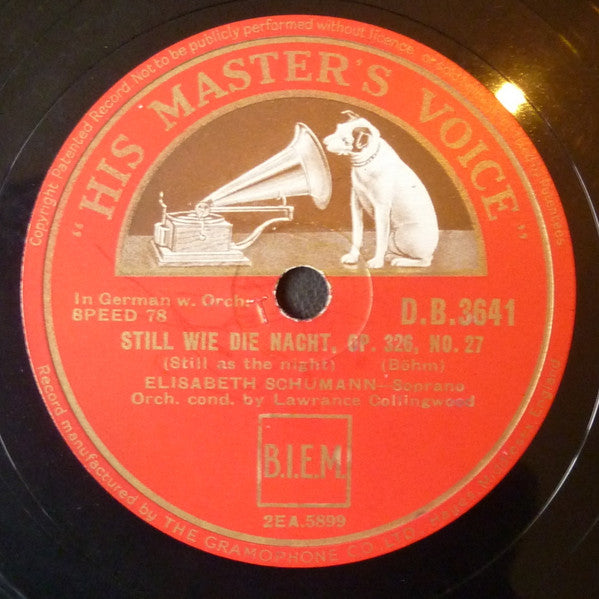 Copyright Patented Record. Not to be publicly performed without licence,
"HIS MASTER'S VOICE"
In German w. Orch.
SPEED 78
D.B.3641
STILL WIE DIE NACHT, OP. 326, NO. 27
(Still as the night) (Böhm)
ELISABETH SCHUMANN–Soprano
Orch. cond. by Lawrance Collingwood
B.I.E.M.
2EA.5899
Record manufactured by THE GRAMOPHONE CO., LTD., England